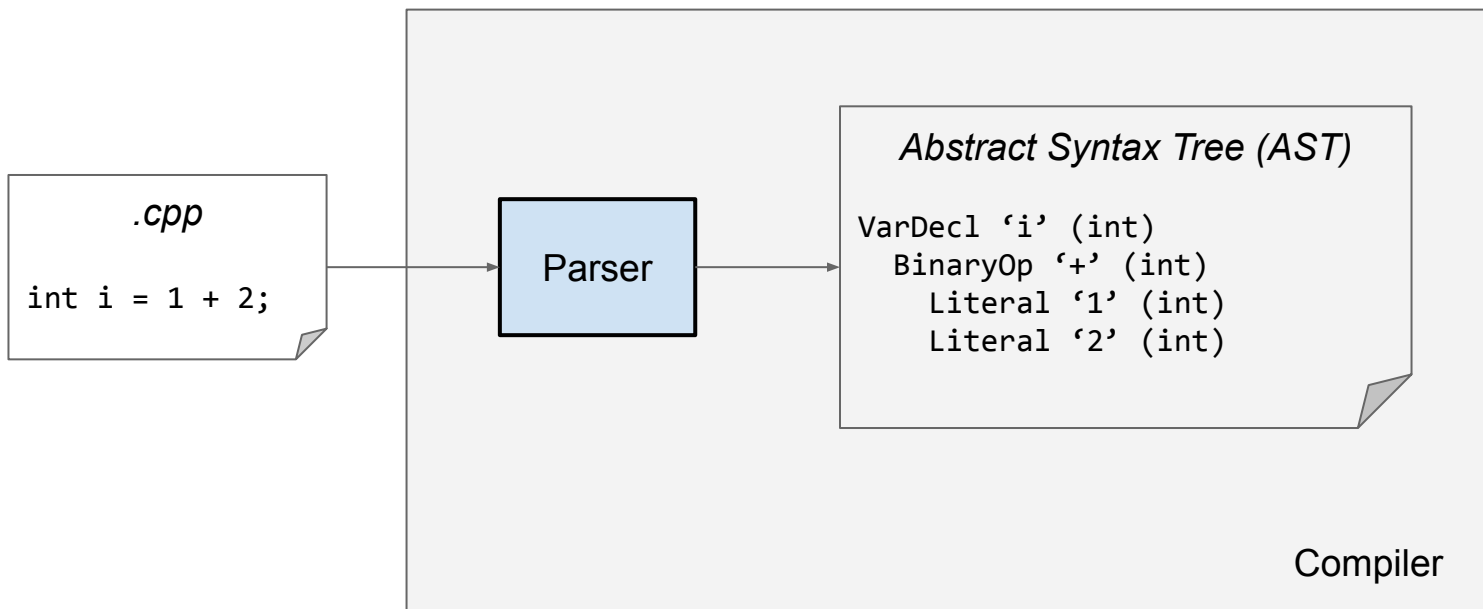 .cpp
int i = 1 + 2;
Parser
Abstract Syntax Tree (AST)
VarDecl ‘i’ (int)
  BinaryOp ‘+’ (int)
    Literal ‘1’ (int)
    Literal ‘2’ (int)
Compiler